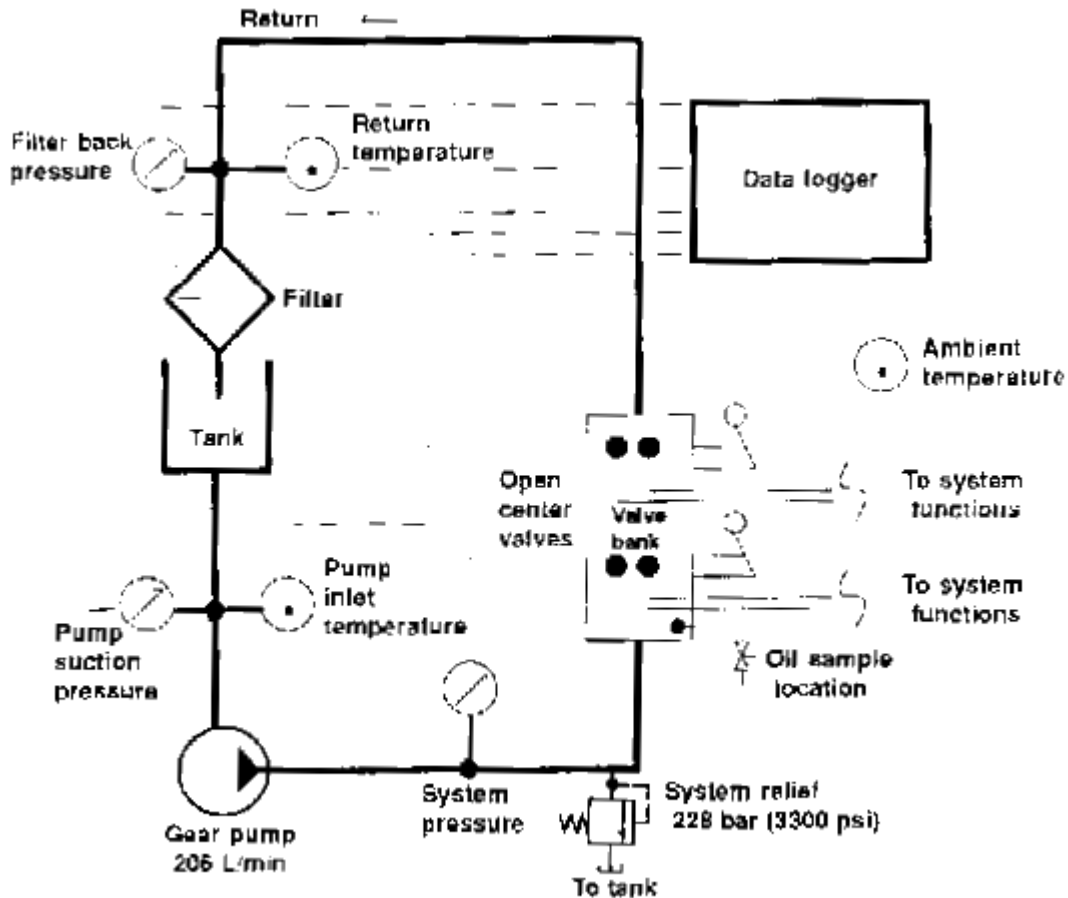 Return
Filter back
pressure
Return
temperature
Data logger
Filter
Ambient
temperature
Tank
Open
center
valves
Valve
bank
To system
functions
To system
functions
Pump
inlet
temperature
Pump
suction
pressure
Oil sample
location
System
pressure
System relief
228 bar (3300 psi)
Gear pump
206 L/min
To tank